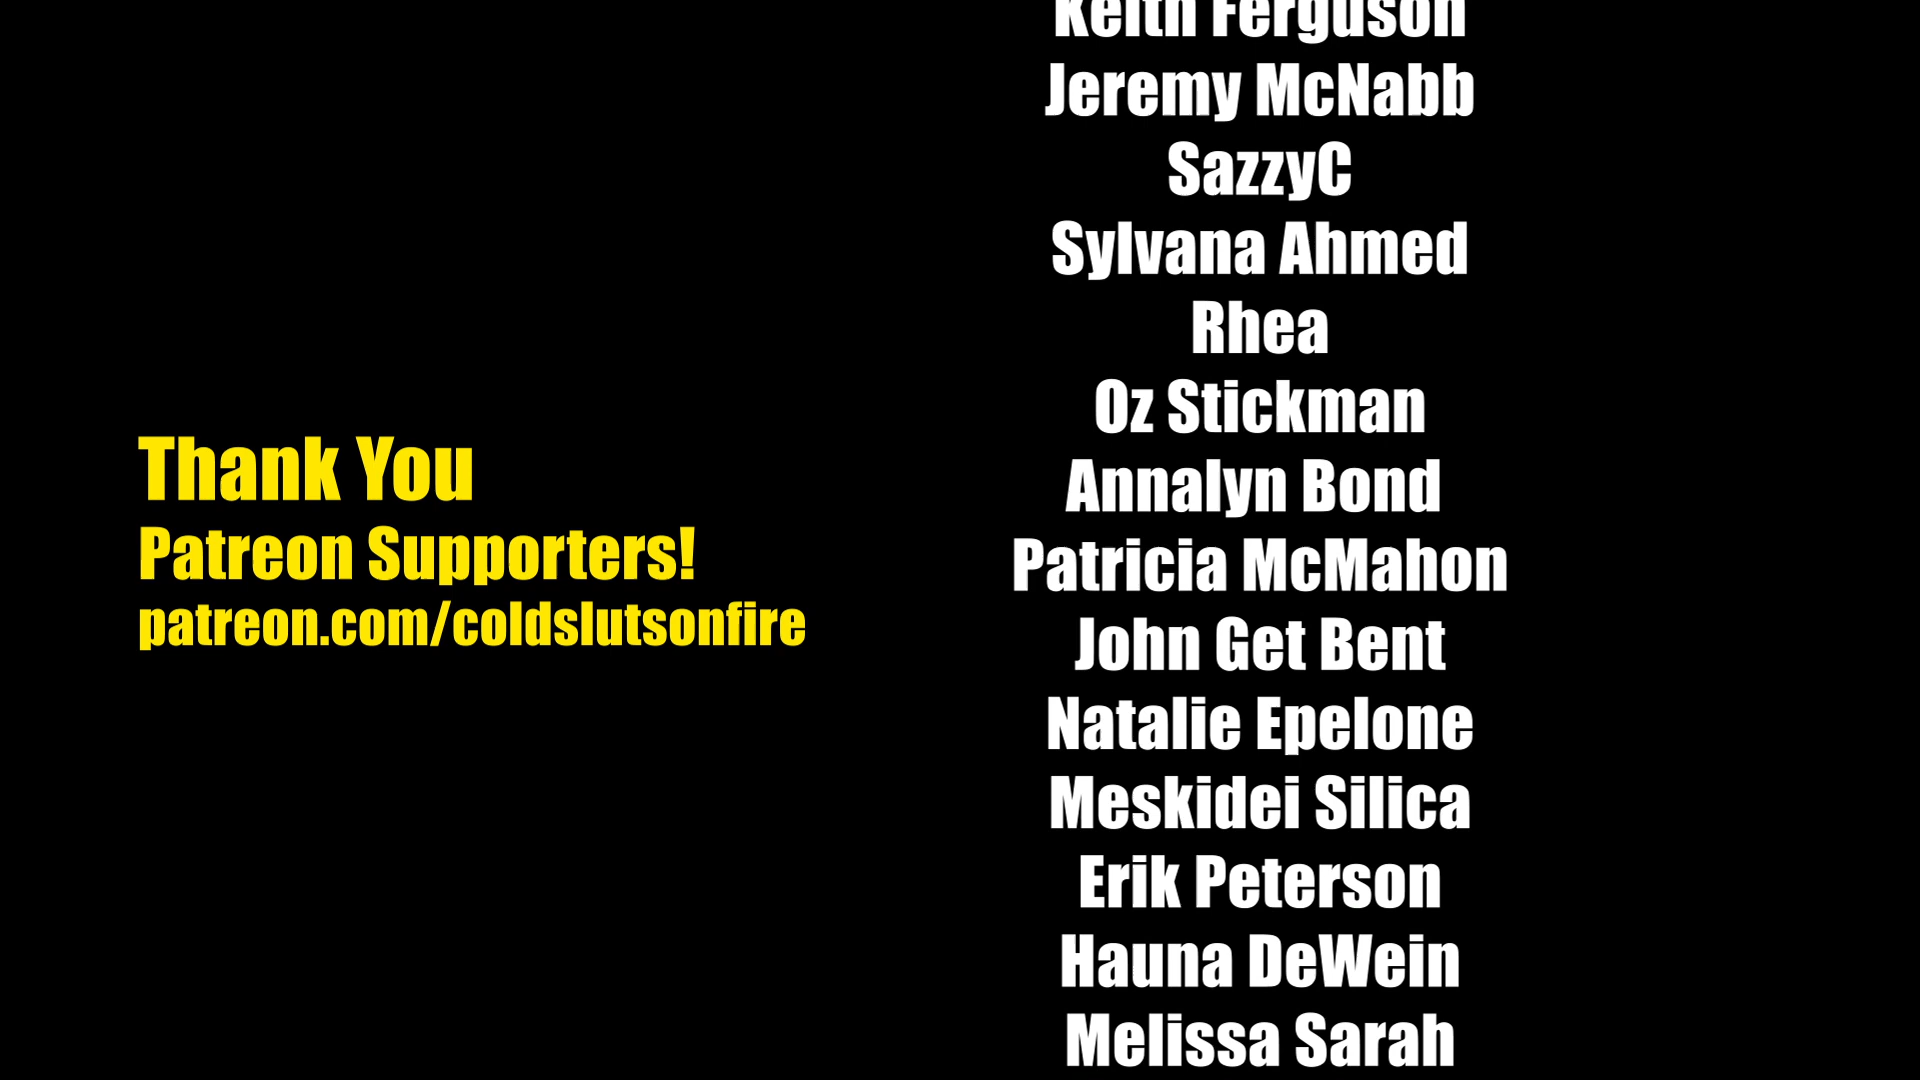 Thank You
Patreon Supporters!
patreon.com/coldslutsonfire
Keith Ferguson
Jeremy McNabb
SazzyC
Sylvana Ahmed
Rhea
Oz Stickman
Annalyn Bond
Patricia McMahon
John Get Bent
Natalie Epelone
Meskidei Silica
Erik Peterson
Hauna DeWein
Melissa Sarah